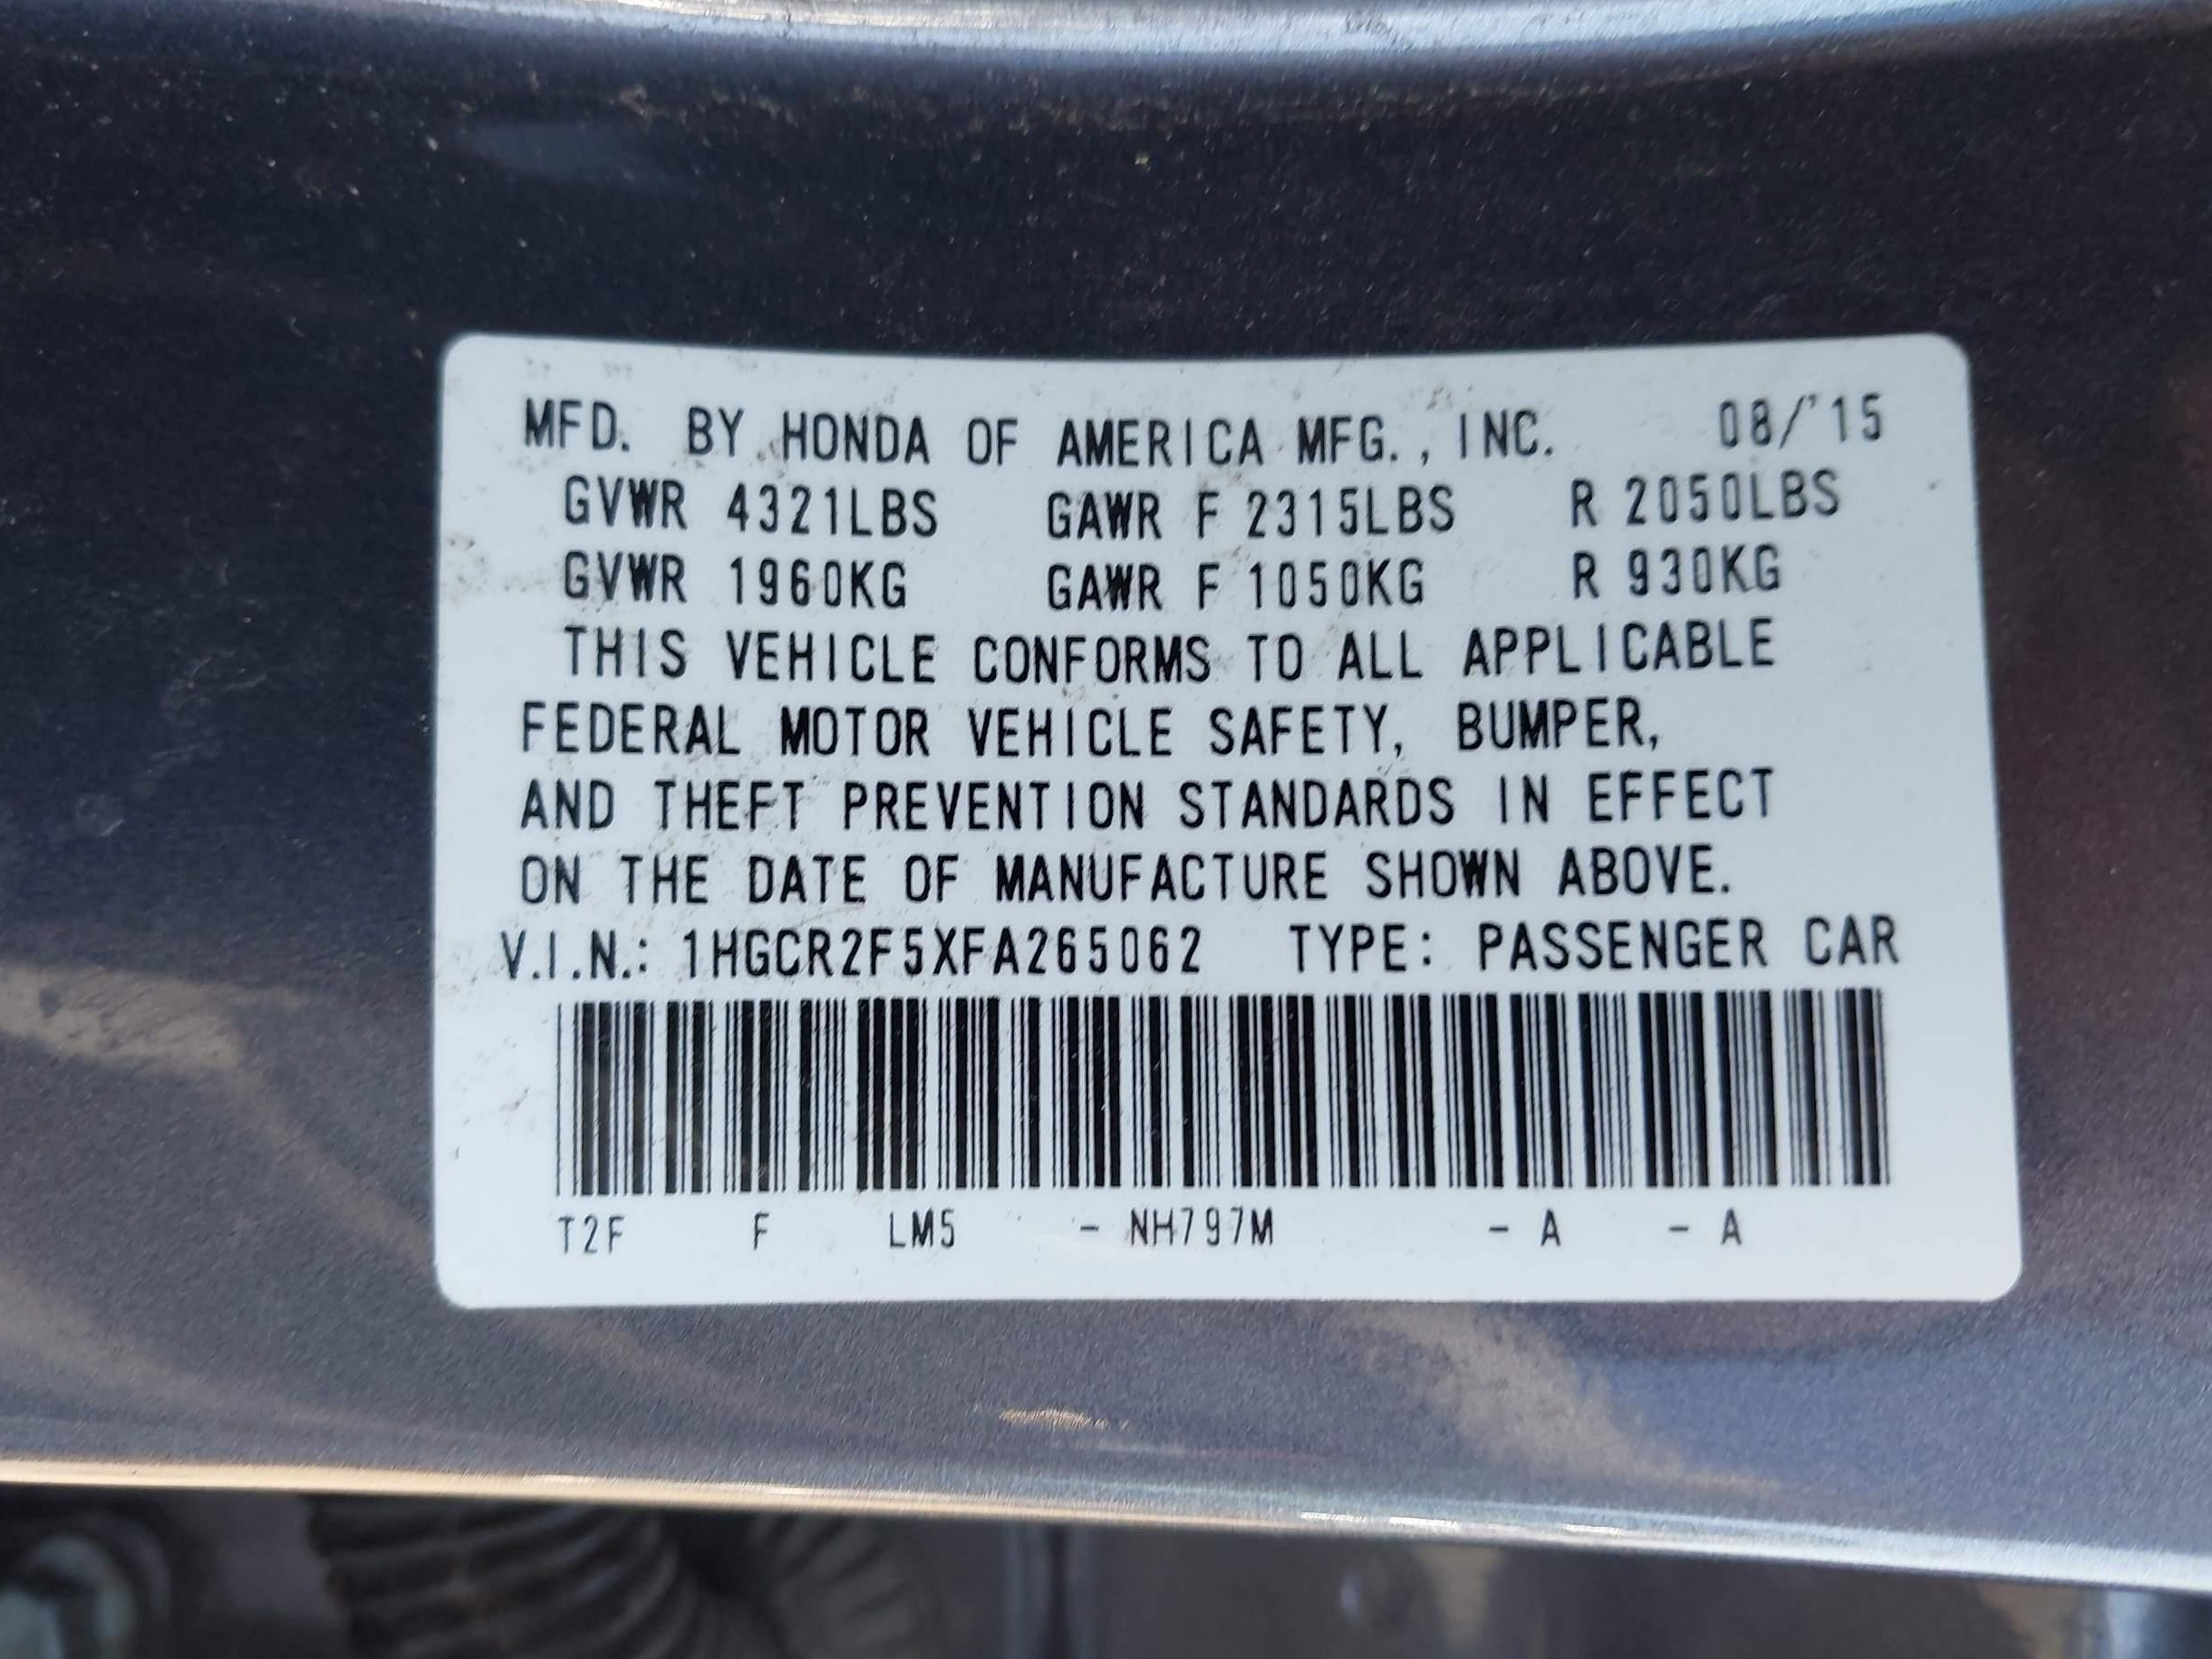 MFD. BY HONDA OF AMERICA MFG., INC. 08/'15
GVWR 4321LBS GAWR F 2315LBS R 2050LBS
GVWR 1960KG GAWR F 1050KG R 930KG
THIS VEHICLE CONFORMS TO ALL APPLICABLE
FEDERAL MOTOR VEHICLE SAFETY, BUMPER,
AND THEFT PREVENTION STANDARDS IN EFFECT
ON THE DATE OF MANUFACTURE SHOWN ABOVE.
V.I.N.: 1HGCR2F5XFA265062 TYPE: PASSENGER CAR
T2F F LM5 - NH797M - A - A